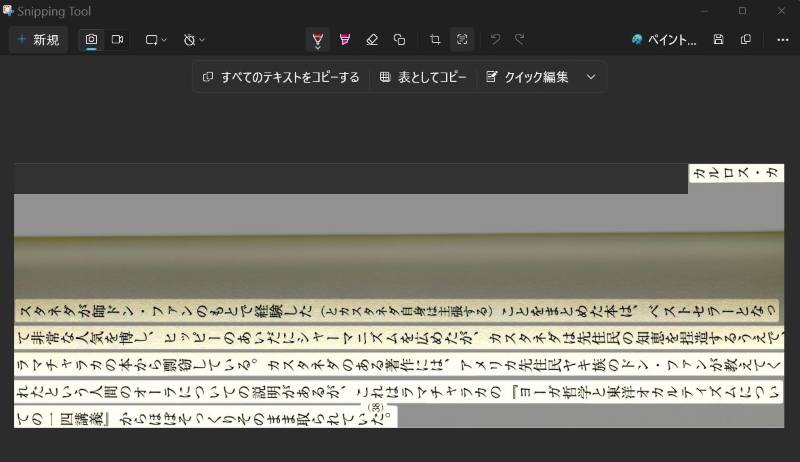 Snipping Tool
新規
ペイント...
すべてのテキストをコピーする
表としてコピー
クイック編集
カルロス・カ
スタネダが師ドン・ファンのもとで経験した（とカスタネダ自身は主張する）ことをまとめた本は、ベストセラーとなっ
て非常な人気を博し、ヒッピーのあいだにシャーマニズムを広めたが、カスタネダは先住民の知恵を捏造するうえで、
ラマチャラカの本から剽窃している。カスタネダのある著作には、アメリカ先住民ヤキ族のドン・ファンが教えてく
れたという人間のオーラについての説明があるが、これはラマチャラカの『ヨーガ哲学と東洋オカルティズムについ
ての一四講義』からほぼそっくりそのまま取られていた。(38)